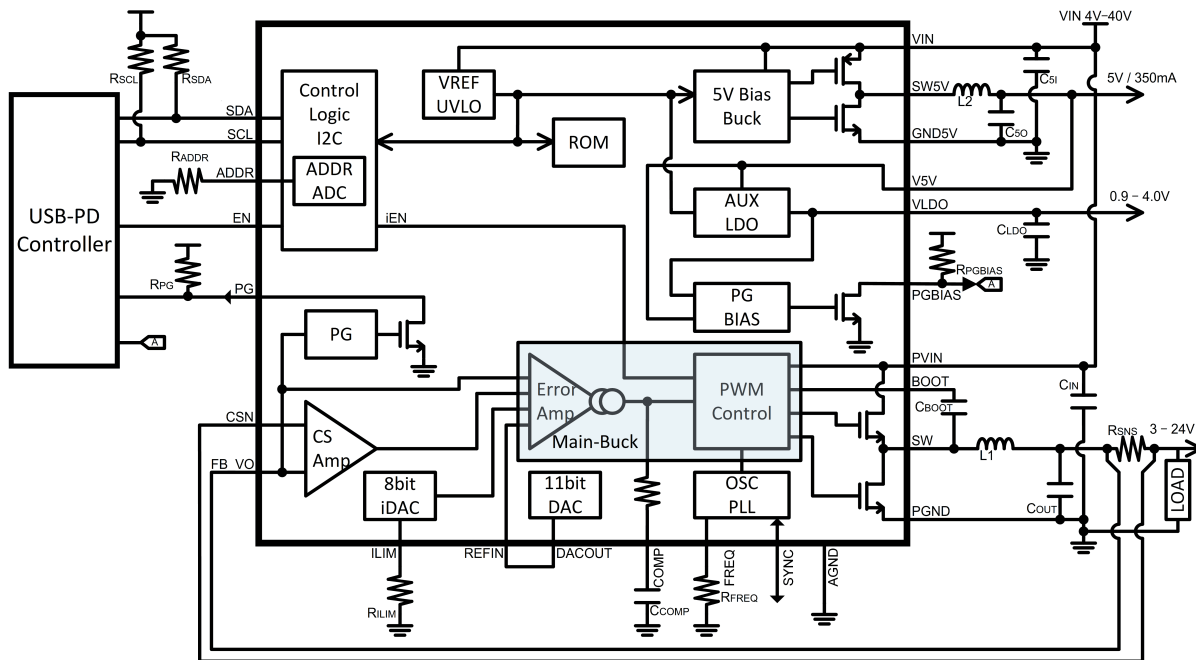 VIN 4V–40V
VIN
RSCL
RSDA
Control
Logic
I2C
VREF
UVLO
5V Bias
Buck
SW5V
L2
C5I
5V / 350mA
C5O
GND5V
SDA
SCL
ROM
RADDR
ADDR
ADDR
ADC
V5V
USB-PD
Controller
AUX
LDO
VLDO
0.9 – 4.0V
CLDO
EN
iEN
RPG
PG
RPGBIAS
A
PGBIAS
PG
BIAS
PG
A
PVIN
BOOT
CIN
CBOOT
Error
Amp
PWM
Control
Main-Buck
CSN
CS
Amp
SW
L1
RSNS
3 – 24V
FB_VO
8bit
iDAC
11bit
DAC
OSC
PLL
COUT
LOAD
PGND
ILIM
REFIN
DACOUT
COMP
FREQ
SYNC
AGND
RILIM
CCOMP
RFREQ